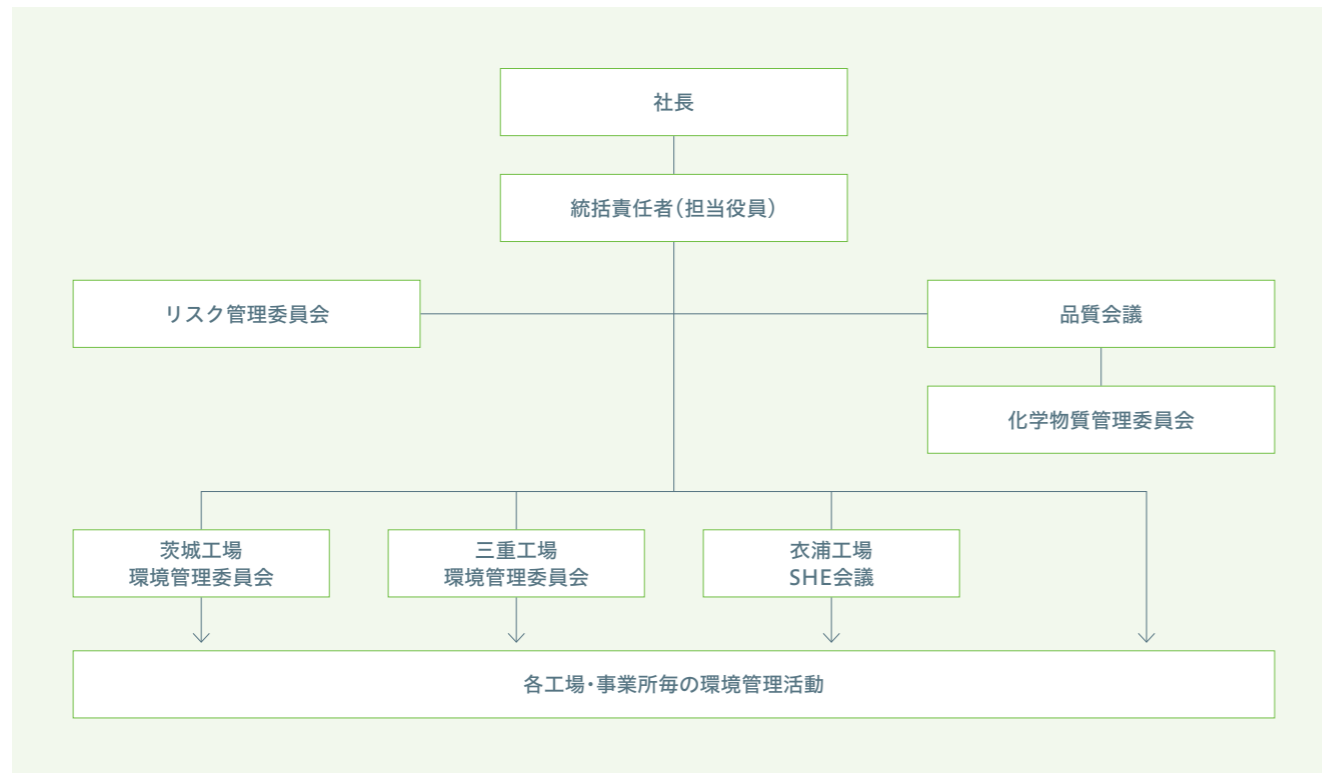 社長
統括責任者（担当役員）
リスク管理委員会
品質会議
化学物質管理委員会
茨城工場
環境管理委員会
三重工場
環境管理委員会
衣浦工場
SHE会議
各工場・事業所毎の環境管理活動